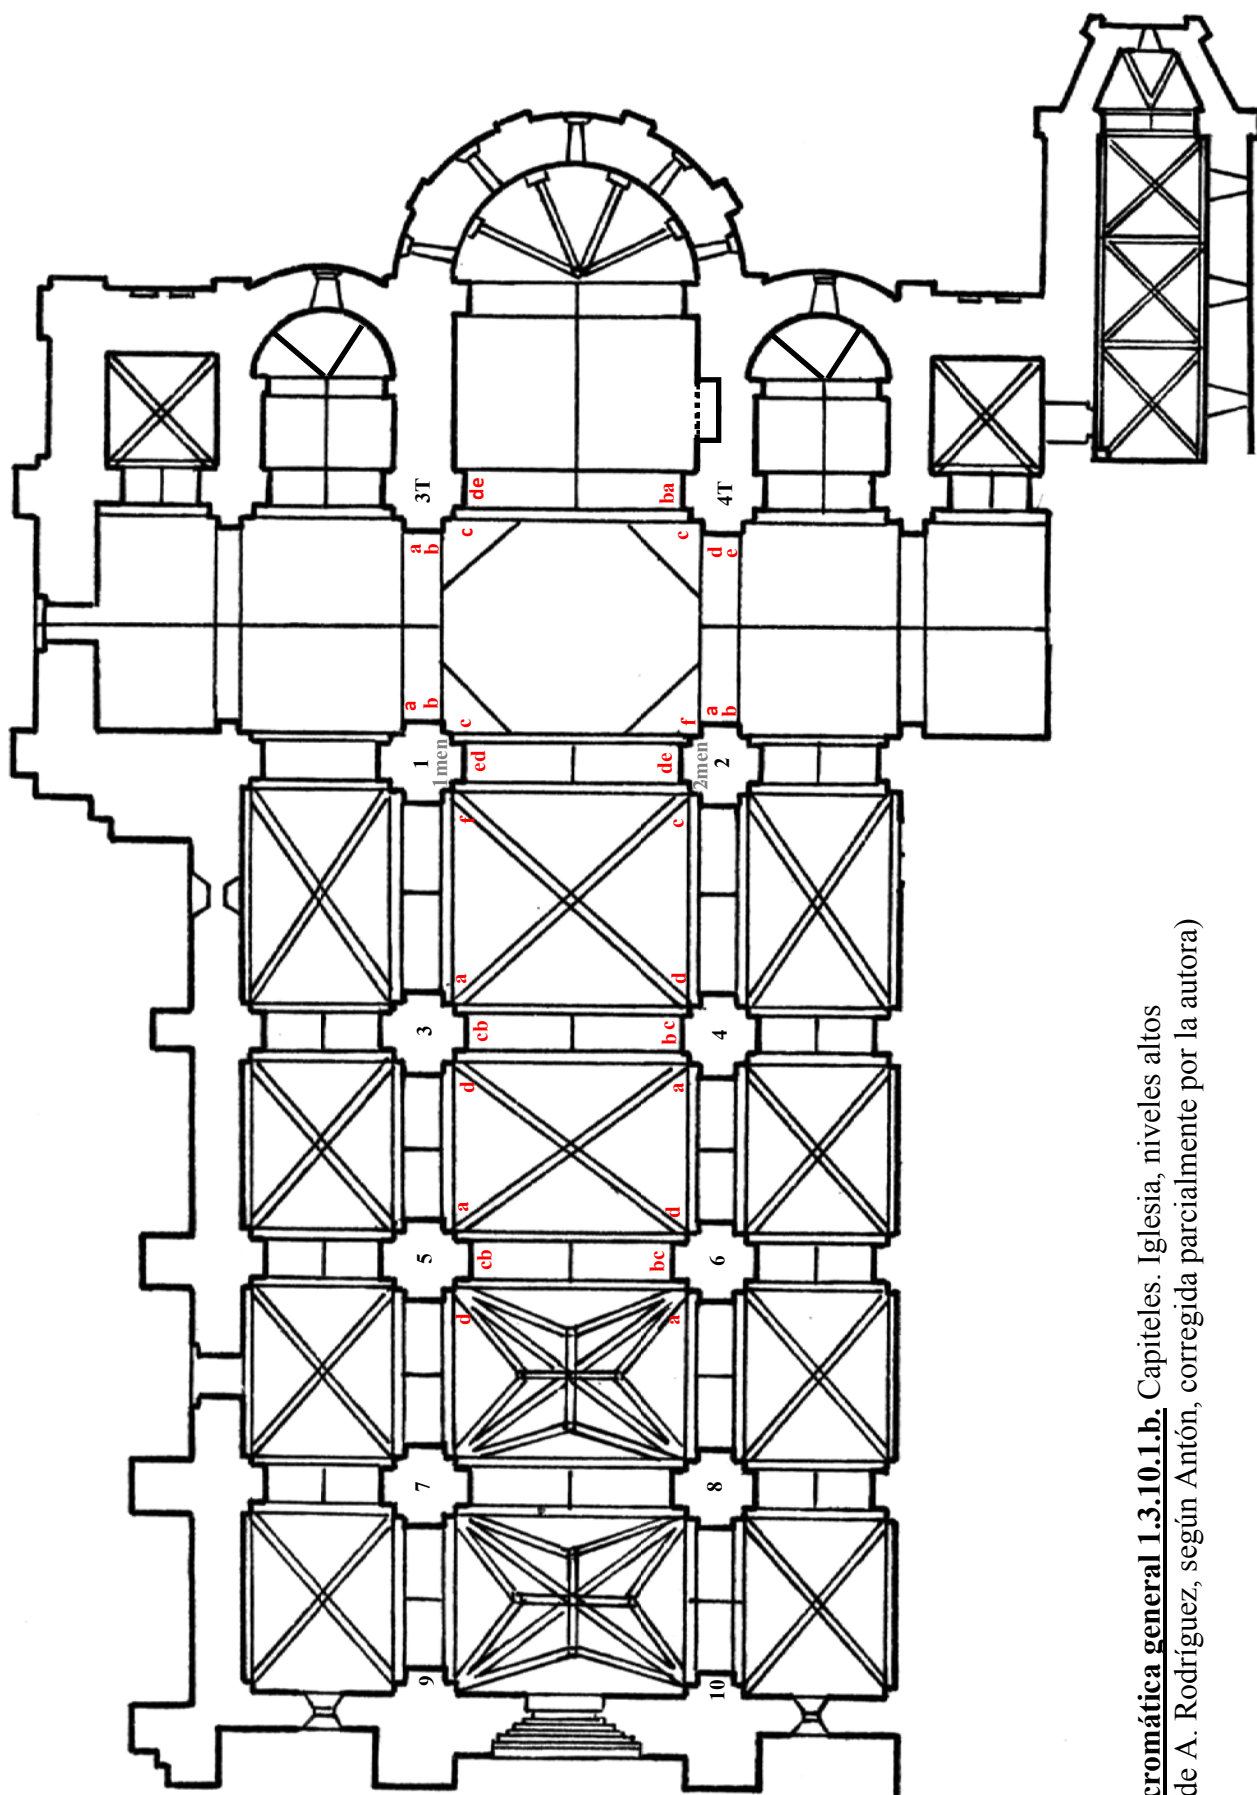 9 7 5 3 1 a a 3T
1men b b
d a d a f c c
cb cb ed de
bc bc de ba
a d a d c f c
2men a d
10 8 6 4 2 4T
b e
cromática general 1.3.10.1.b. Capiteles. Iglesia, niveles altos
de A. Rodríguez, según Antón, corregida parcialmente por la autora)